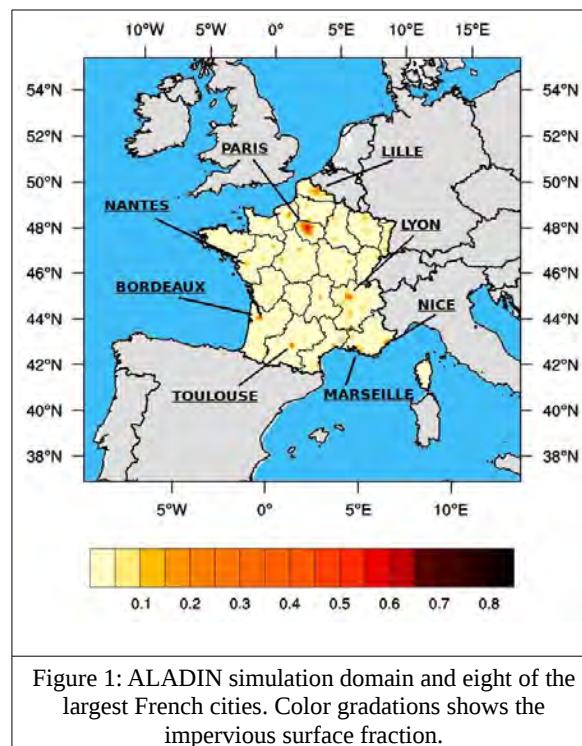 10°W 5°W 0° 5°E 10°E 15°E
54°N 54°N
52°N 52°N
PARIS LILLE
50°N 50°N
NANTES
48°N LYON 48°N
46°N 46°N
BORDEAUX NICE
44°N 44°N
42°N 42°N
TOULOUSE MARSEILLE
40°N 40°N
38°N 38°N
5°W 0° 5°E 10°E
0.1 0.2 0.3 0.4 0.5 0.6 0.7 0.8
Figure 1: ALADIN simulation domain and eight of the
largest French cities. Color gradations shows the
impervious surface fraction.